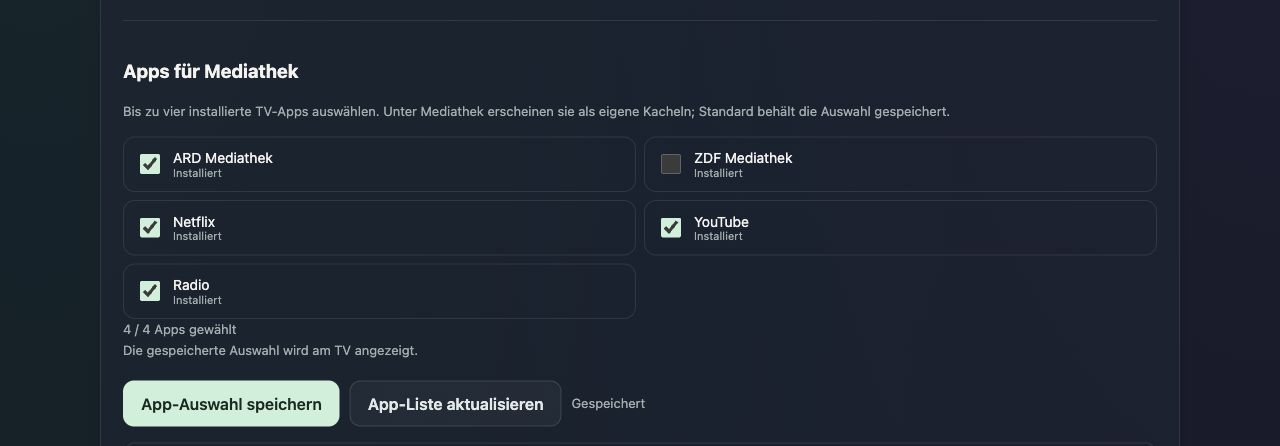 Apps für Mediathek
Bis zu vier installierte TV-Apps auswählen. Unter Mediathek erscheinen sie als eigene Kacheln; Standard behält die Auswahl gespeichert.
ARD Mediathek
Installiert
ZDF Mediathek
Installiert
Netflix
Installiert
YouTube
Installiert
Radio
Installiert
4 / 4 Apps gewählt
Die gespeicherte Auswahl wird am TV angezeigt.
App-Auswahl speichern
App-Liste aktualisieren
Gespeichert